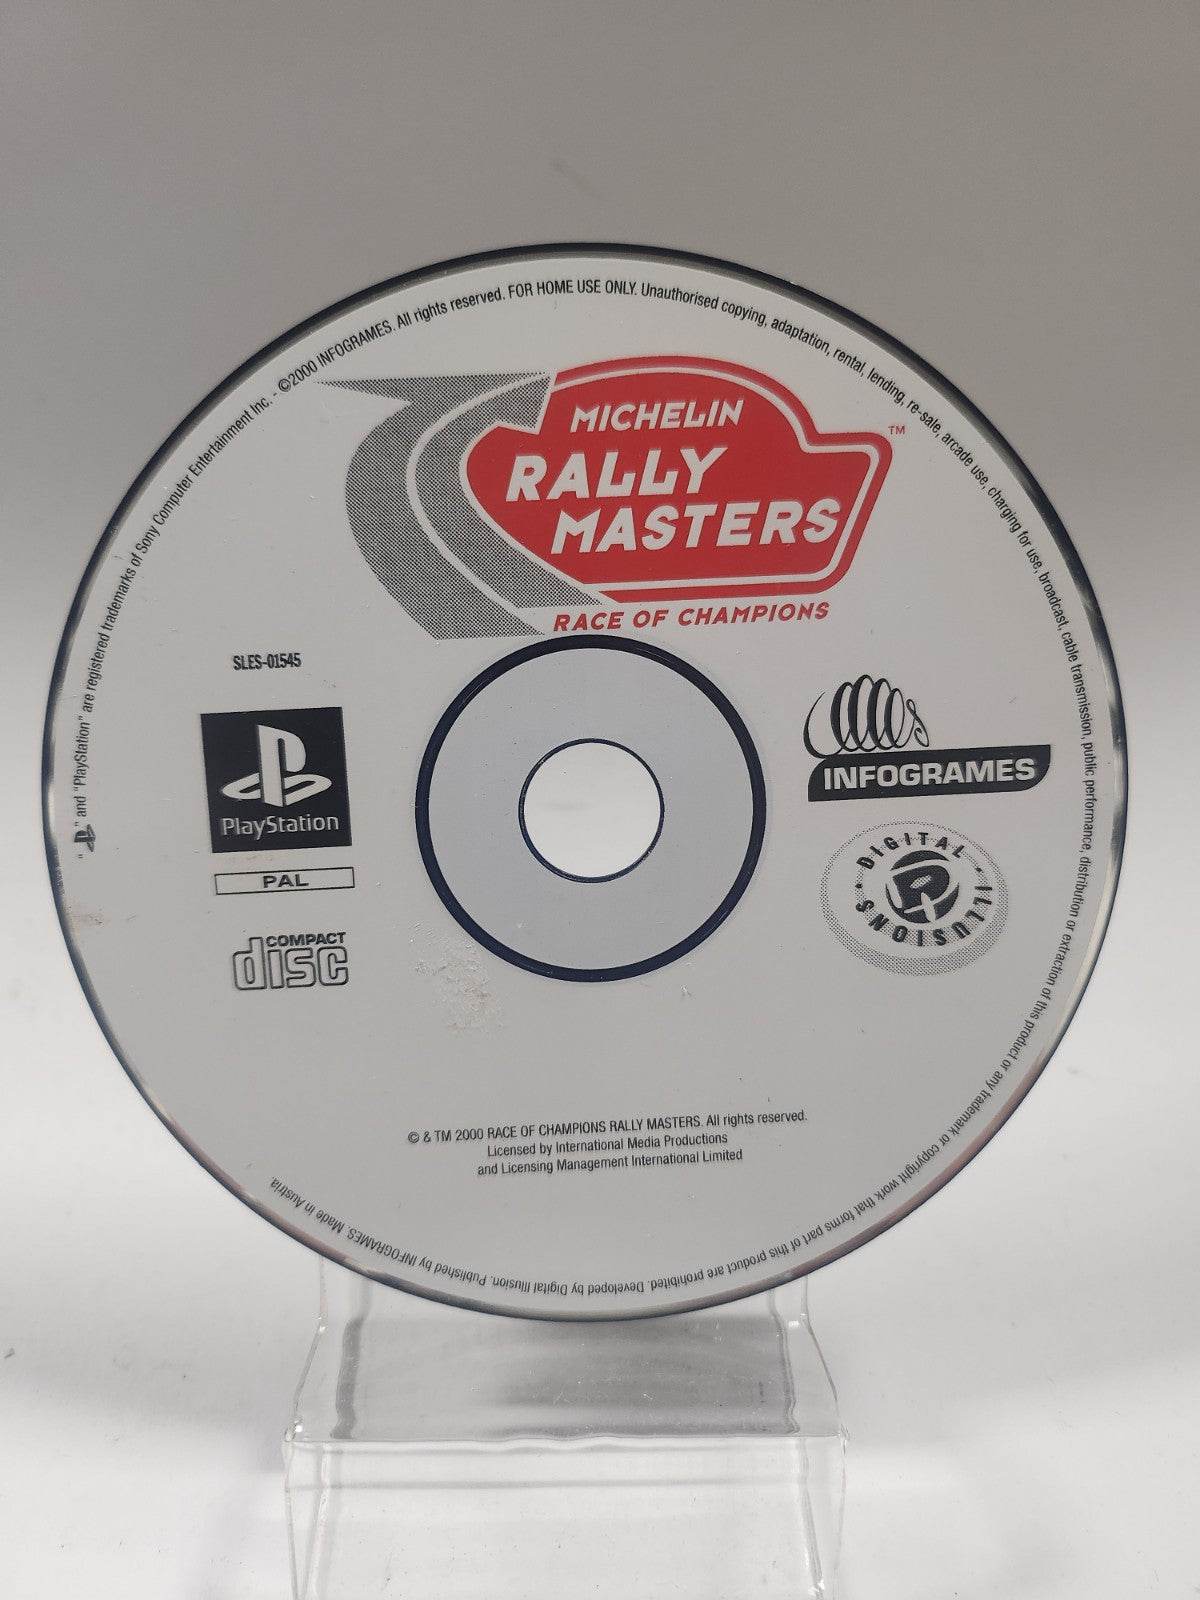 "PS" and "PlayStation" are registered trademarks of Sony Computer Entertainment Inc. - ©2000 INFOGRAMES. All rights reserved. FOR HOME USE ONLY. Unauthorised copying, adaptation, rental, lending, re-sale, arcade use, charging for use, broadcast, cable transmission, public performance, distribution or extraction of this product or any trademark or copyright work that forms part of this product are prohibited. Developed by Digital Illusion. Published by INFOGRAMES. Made in Austria.
MICHELIN
RALLY
MASTERS
™
RACE OF CHAMPIONS
SLES-01545
PlayStation
PAL
COMPACT
disc
INFOGRAMES
DIGITAL · ILLUSIONS ·
© & TM 2000 RACE OF CHAMPIONS RALLY MASTERS. All rights reserved.
Licensed by International Media Productions
and Licensing Management International Limited